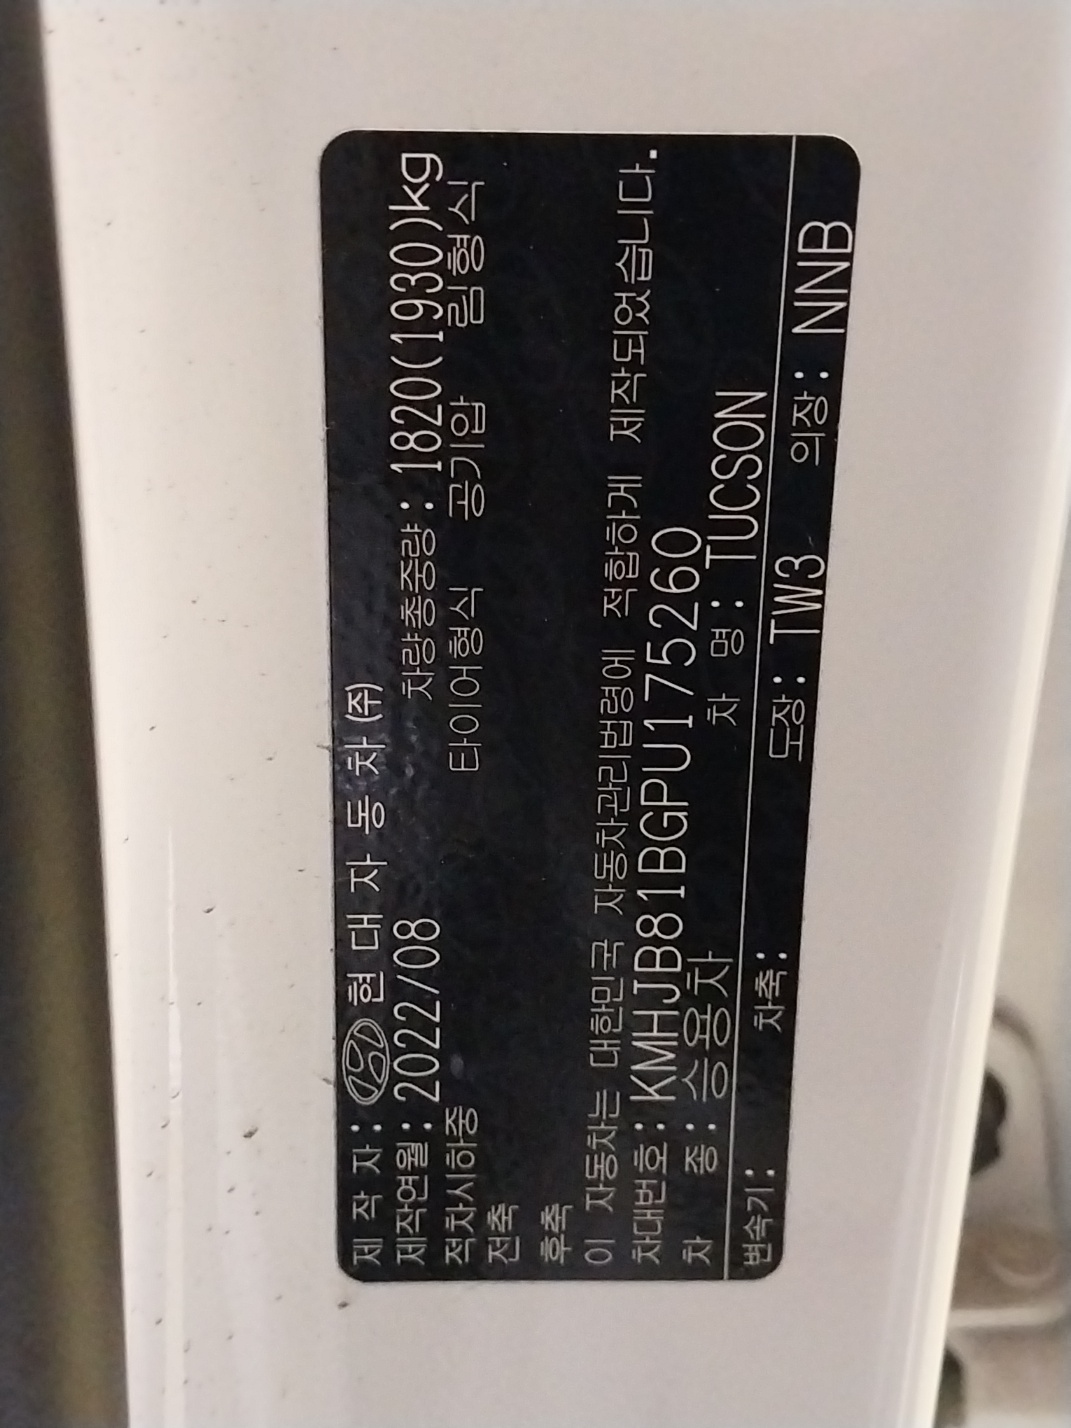 제 작 자: 현 대 자 동 차 (주)
제작연월: 2022/08 차량총중량: 1820(1930)kg
적차시하중 타이어형식 공기압 림형식
전축
후축
이 자동차는 대한민국 자동차관리법령에 적합하게 제작되었습니다.
차대번호: KMHJB81BGPU175260
차 종: 승용차 차 명: TUCSON
변속기: 차축: 도장: TW3 의장: NNB